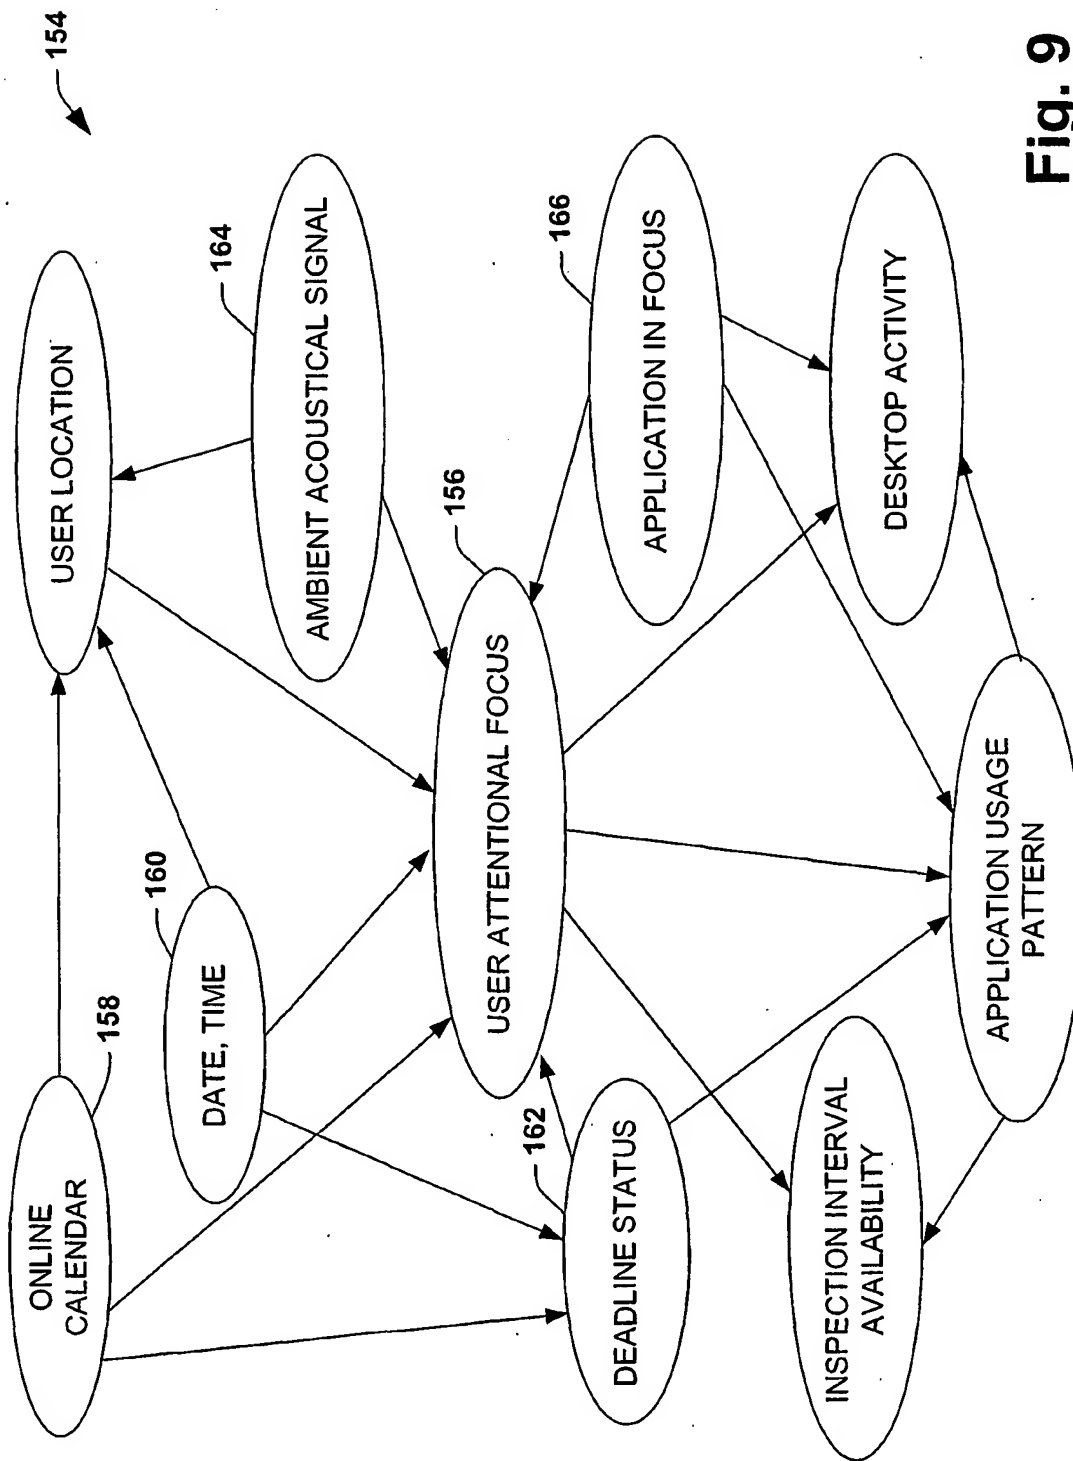 154
ONLINE
CALENDAR
158
USER LOCATION
DATE, TIME
160
AMBIENT ACOUSTICAL SIGNAL
164
USER ATTENTIONAL FOCUS
156
DEADLINE STATUS
162
APPLICATION IN FOCUS
166
INSPECTION INTERVAL
AVAILABILITY
APPLICATION USAGE
PATTERN
DESKTOP ACTIVITY
Fig. 9